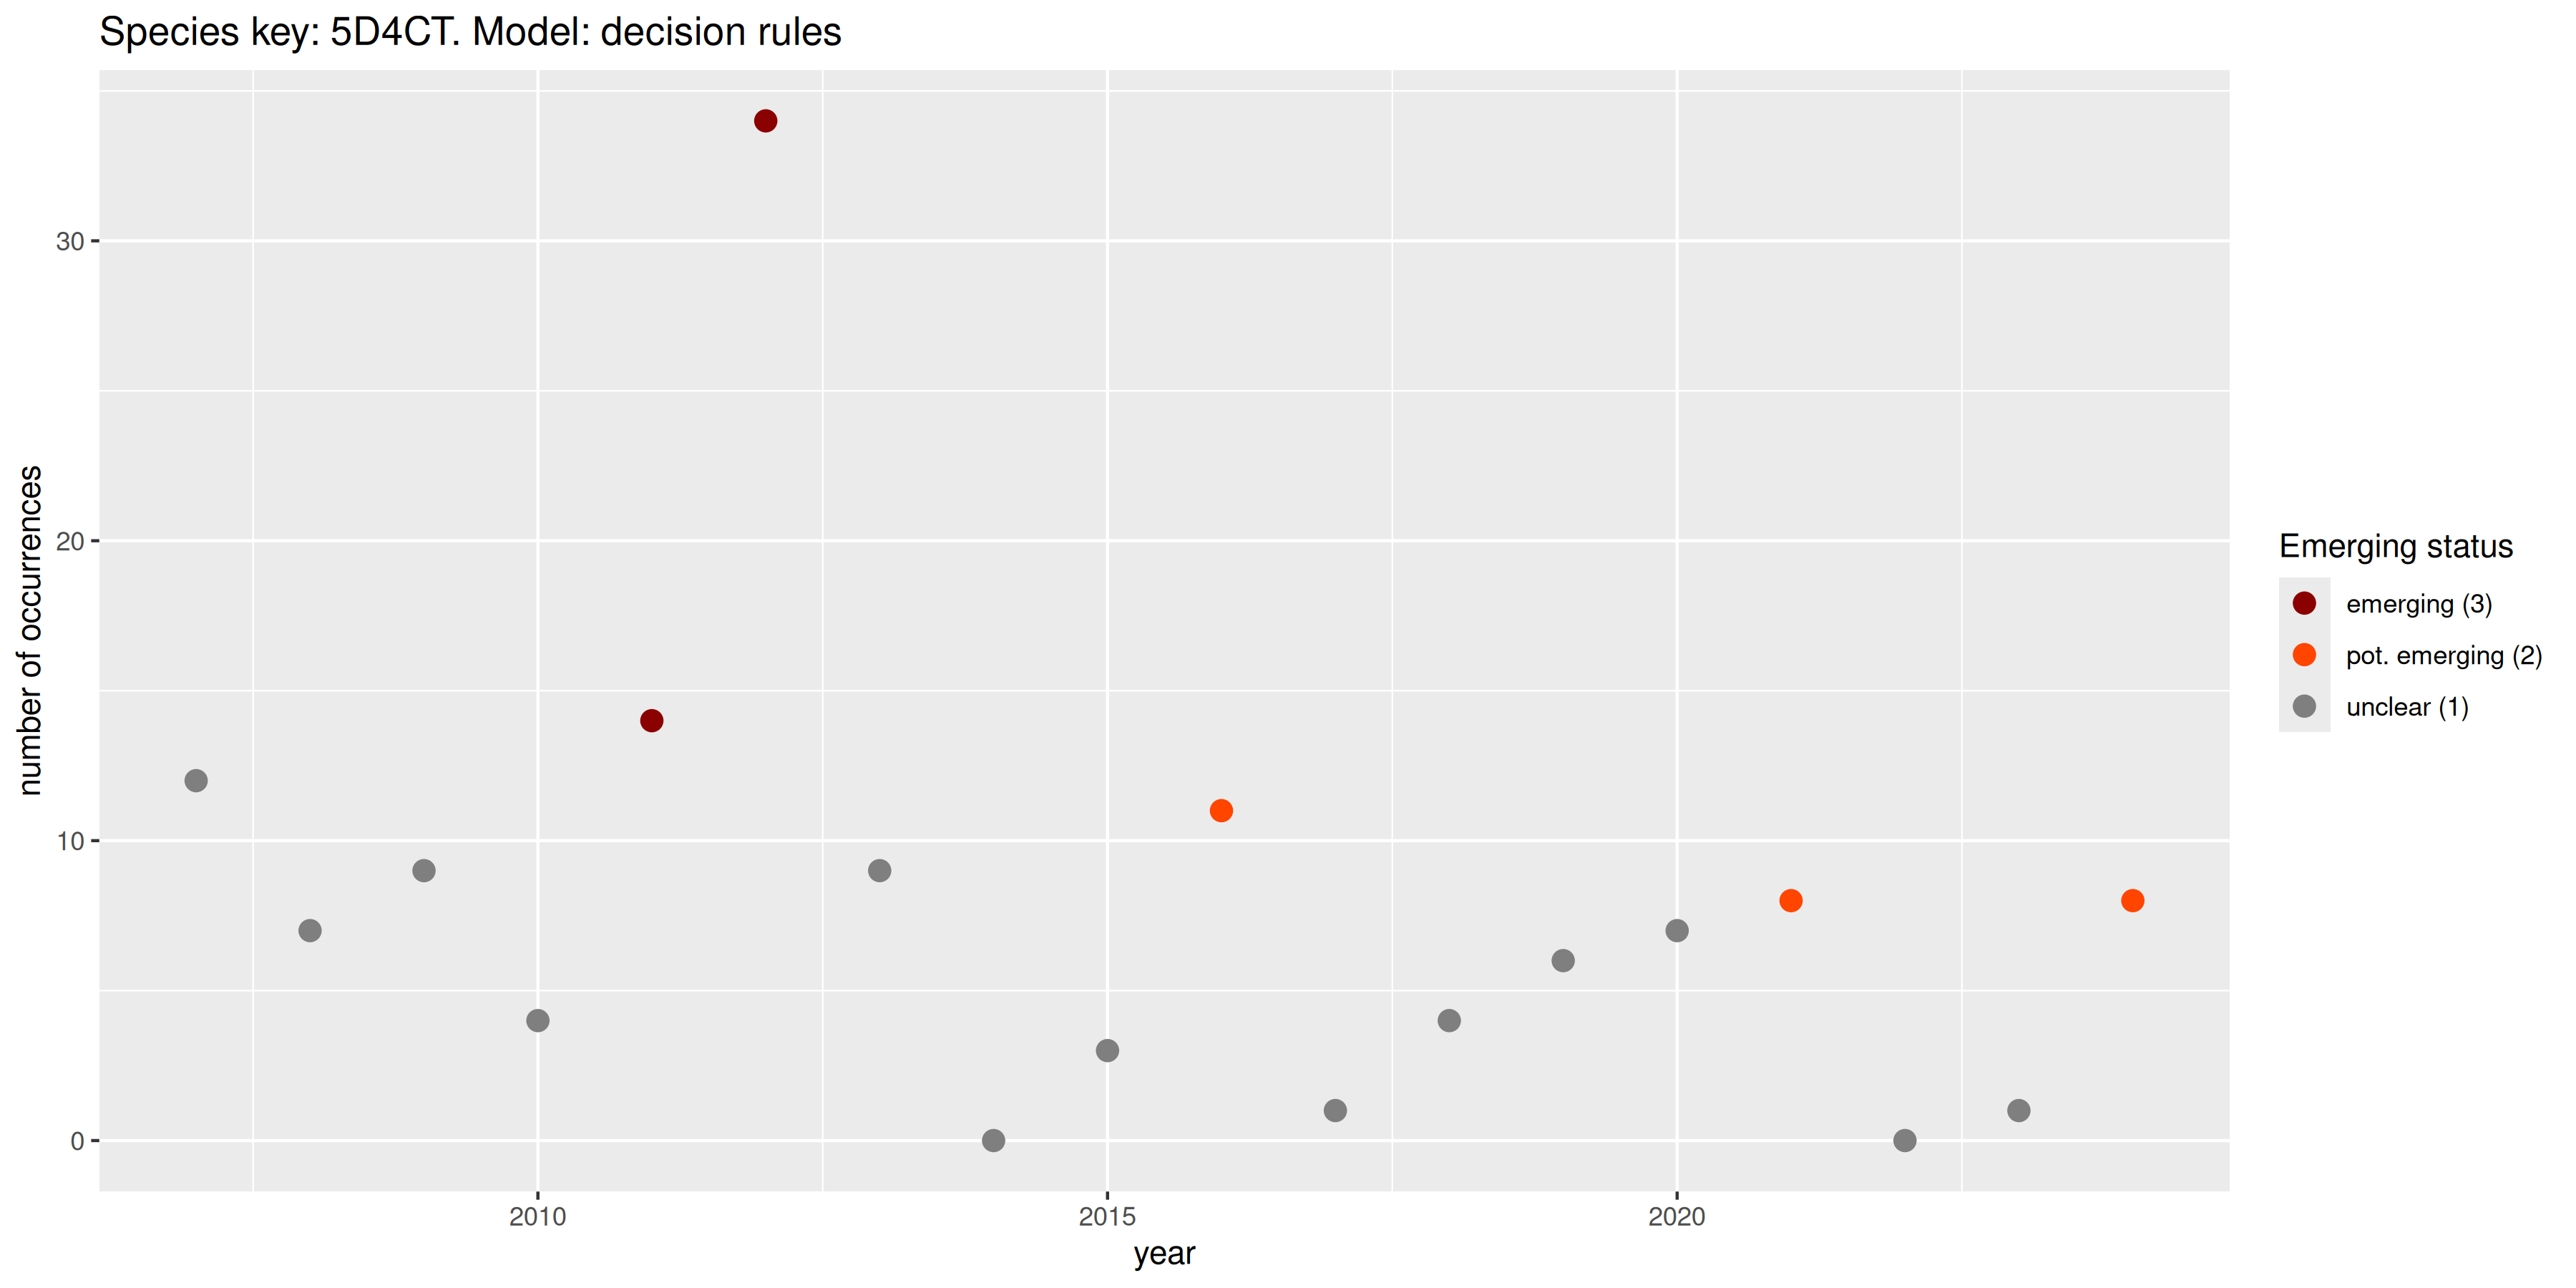 Species key: 5D4CT. Model: decision rules
number of occurrences
30
20
10
0
2010
2015
2020
year
Emerging status
emerging (3)
pot. emerging (2)
unclear (1)